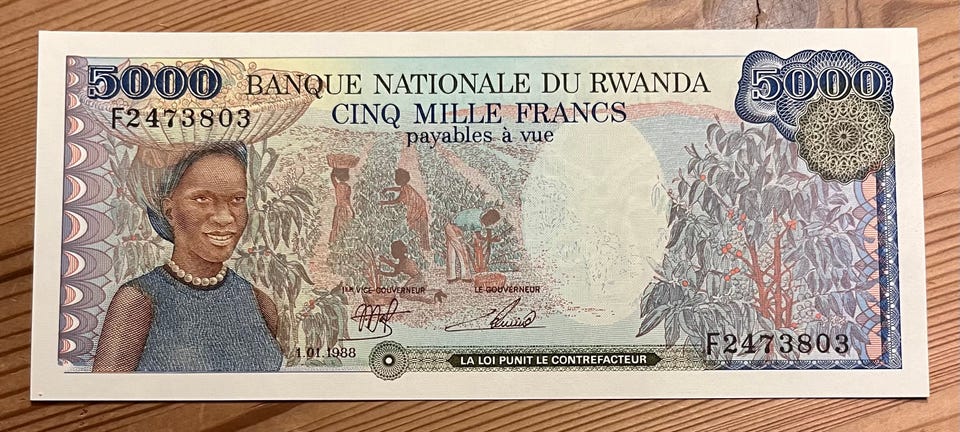 5000 BANQUE NATIONALE DU RWANDA 5000
F2473803 CINQ MILLE FRANCS
payables à vue
1ER VICE-GOUVERNEUR LE GOUVERNEUR
1.01.1988
F2473803
LA LOI PUNIT LE CONTREFACTEUR